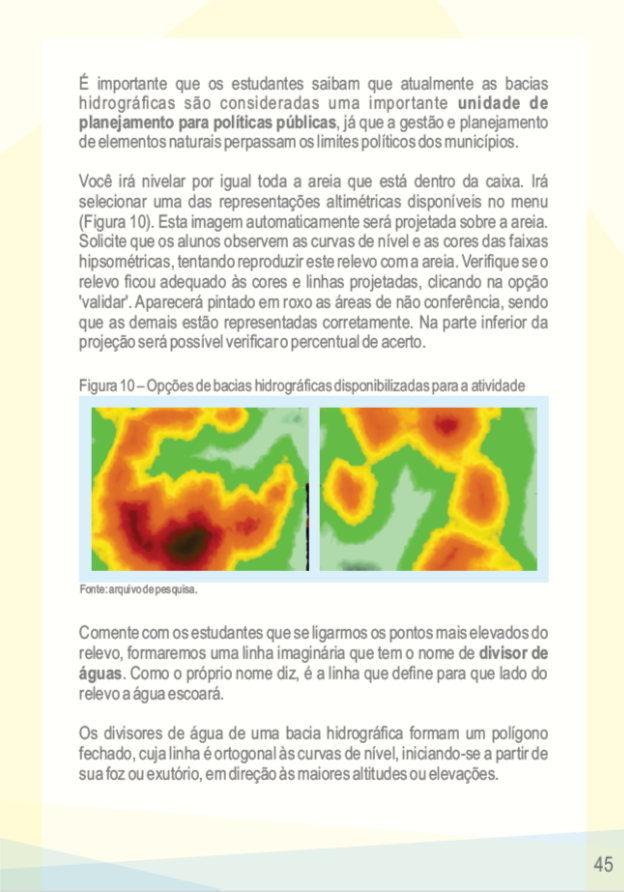 É importante que os estudantes saibam que atualmente as bacias
hidrográficas são consideradas uma importante unidade de
planejamento para políticas públicas, já que a gestão e planejamento
de elementos naturais perpassam os limites políticos dos municípios.
Você irá nivelar por igual toda a areia que está dentro da caixa. Irá
selecionar uma das representações altimétricas disponíveis no menu
(Figura 10). Esta imagem automaticamente será projetada sobre a areia.
Solicite que os alunos observem as curvas de nível e as cores das faixas
hipsométricas, tentando reproduzir este relevo com a areia. Verifique se o
relevo ficou adequado às cores e linhas projetadas, clicando na opção
'validar'. Aparecerá pintado em roxo as áreas de não conferência, sendo
que as demais estão representadas corretamente. Na parte inferior da
projeção será possível verificar o percentual de acerto.
Figura 10 – Opções de bacias hidrográficas disponibilizadas para a atividade
Fonte: arquivo de pesquisa.
Comente com os estudantes que se ligarmos os pontos mais elevados do
relevo, formaremos uma linha imaginária que tem o nome de divisor de
águas. Como o próprio nome diz, é a linha que define para que lado do
relevo a água escoará.
Os divisores de água de uma bacia hidrográfica formam um polígono
fechado, cuja linha é ortogonal às curvas de nível, iniciando-se a partir de
sua foz ou exutório, em direção às maiores altitudes ou elevações.
45